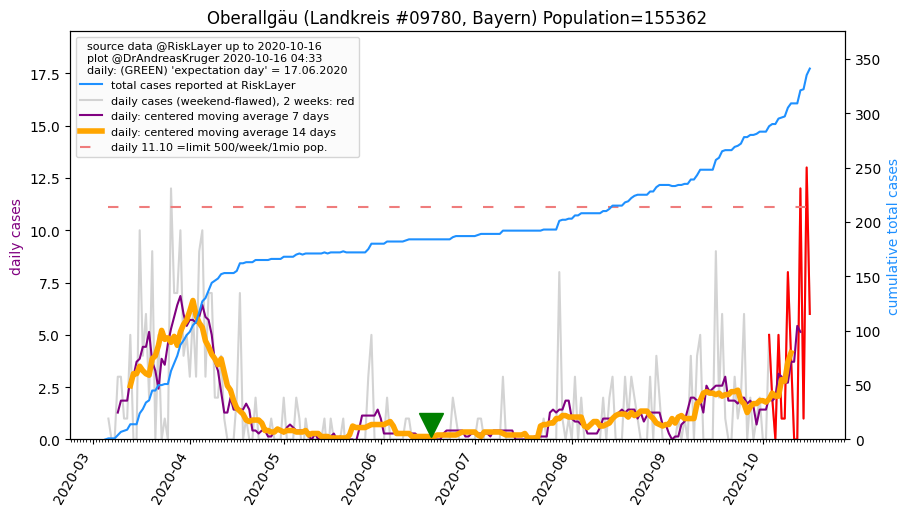 Oberallgäu (Landkreis #09780, Bayern) Population=155362
source data @RiskLayer up to 2020-10-16
plot @DrAndreasKruger 2020-10-16 04:33
daily: (GREEN) 'expectation day' = 17.06.2020
total cases reported at RiskLayer
daily cases (weekend-flawed), 2 weeks: red
daily: centered moving average 7 days
daily: centered moving average 14 days
daily 11.10 =limit 500/week/1mio pop.
daily cases
17.5
15.0
12.5
10.0
7.5
5.0
2.5
0.0
cumulative total cases
350
300
250
200
150
100
50
0
2020-03
2020-04
2020-05
2020-06
2020-07
2020-08
2020-09
2020-10